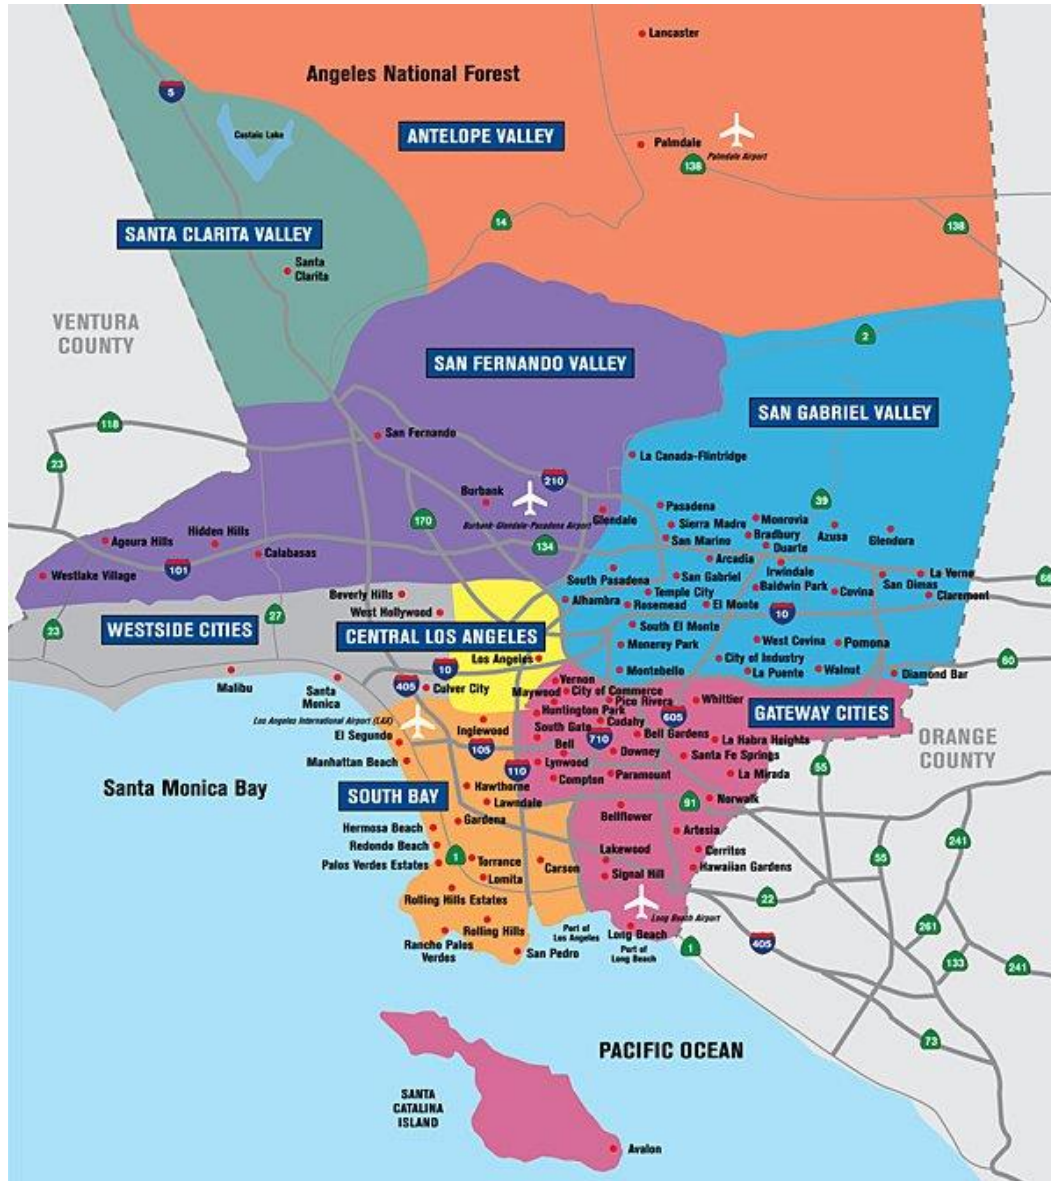 Lancaster
Angeles National Forest
5
Castaic Lake
ANTELOPE VALLEY
Palmdale
Palmdale Airport
138
14
138
SANTA CLARITA VALLEY
Santa
Clarita
VENTURA
COUNTY
2
SAN FERNANDO VALLEY
SAN GABRIEL VALLEY
118
San Fernando
23
La Canada-Flintridge
210
Burbank
39
Pasadena
170
Burbank-Glendale-Pasadena Airport
Glendale
Sierra Madre
Monrovia
Hidden Hills
San Marino
Bradbury
Azusa
Glendora
Agoura Hills
134
Duarte
Calabasas
Arcadia
101
Irwindale
La Verne
Westlake Village
South Pasadena
San Gabriel
San Dimas
66
Baldwin Park
Beverly Hills
Temple City
Covina
Claremont
Alhambra
Rosemead
El Monte
10
West Hollywood
27
23
WESTSIDE CITIES
CENTRAL LOS ANGELES
South El Monte
Monerey Park
West Covina
Pomona
Los Angeles
City of Industry
60
10
Montebello
La Puente
Walnut
Diamond Bar
Malibu
Santa
Monica
405
Culver City
Vernon
Maywood
City of Commerce
Pico Rivera
Whittier
Huntington Park
605
GATEWAY CITIES
Los Angeles International Airport (LAX)
Inglewood
South Gate
Cudahy
El Segundo
Bell Gardens
La Habra Heights
710
ORANGE
COUNTY
105
Bell
Downey
Santa Fe Springs
Manhattan Beach
110
Lynwood
55
Compton
Paramount
La Mirada
Santa Monica Bay
Hawthorne
SOUTH BAY
Lawndale
91
Norwalk
Gardena
Bellflower
Hermosa Beach
Artesia
241
Redondo Beach
Lakewood
Cerritos
55
1
Palos Verdes Estates
Torrance
Carson
Hawaiian Gardens
Lomita
Signal Hill
Rolling Hills Estates
22
Long Beach Airport
Rolling Hills
Port of
Los Angeles
Long Beach
261
Rancho Palos
Verdes
San Pedro
Port of
Long Beach
1
405
133
241
73
PACIFIC OCEAN
SANTA
CATALINA
ISLAND
Avalon